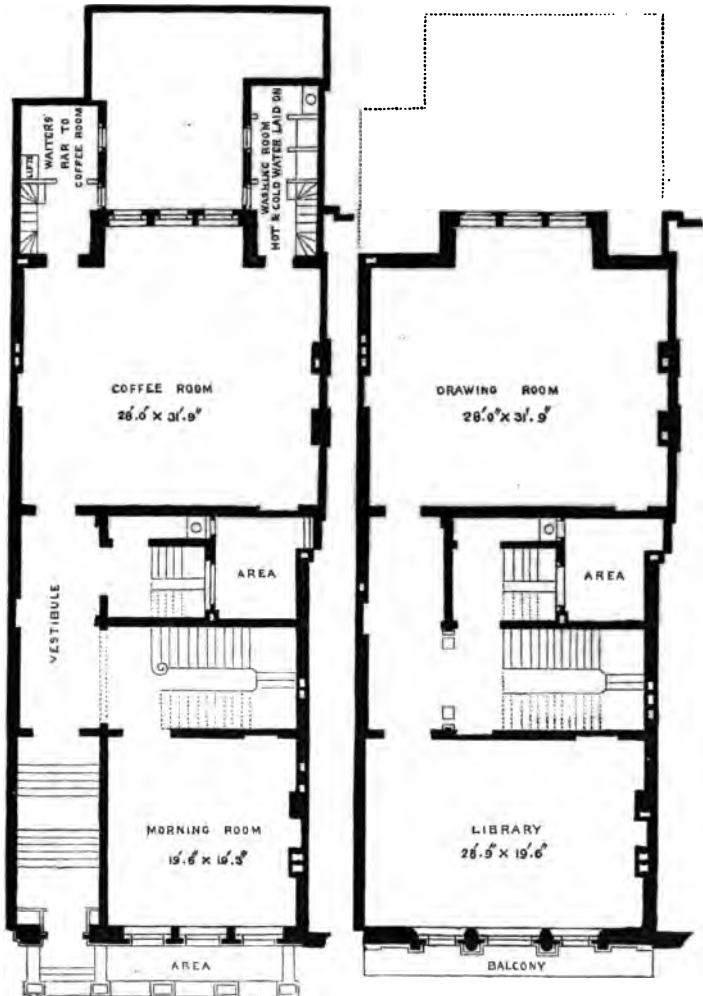 LIFT
WAITERS'
BAR TO
COFFEE ROOM
WASHING ROOM
HOT & COLD WATER LAID ON
COFFEE ROOM
28'.0" X 31'.9"
DRAWING ROOM
28'.0" X 31'.9"
VESTIBULE
AREA
AREA
MORNING ROOM
19'.6" X 19'.3"
LIBRARY
28'.9" X 19'.6"
AREA
BALCONY